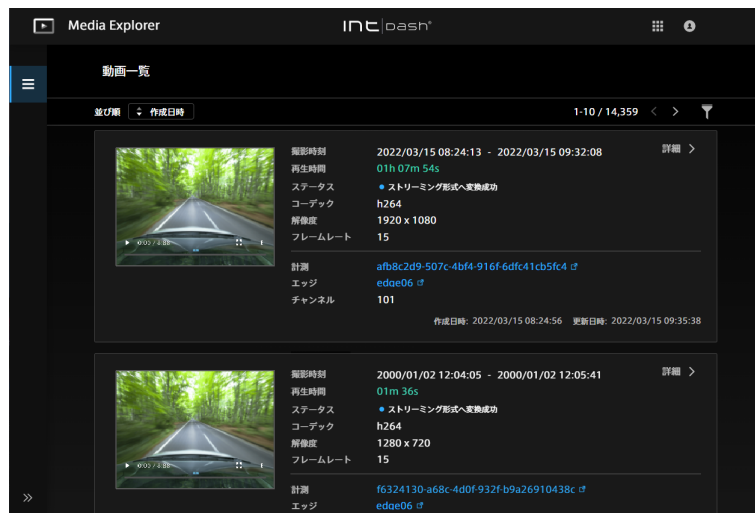 Media Explorer
intdash
動画一覧
並び順 作成日時
1-10 / 14,359
撮影時刻 2022/03/15 08:24:13 - 2022/03/15 09:32:08 詳細
再生時間 01h 07m 54s
ステータス ストリーミング形式へ変換成功
コーデック h264
解像度 1920 x 1080
フレームレート 15
計測 afb8c2d9-507c-4bf4-916f-6dfc41cb5fc4
エッジ edge06
チャンネル 101
作成日時: 2022/03/15 08:24:56 更新日時: 2022/03/15 09:35:38
撮影時刻 2000/01/02 12:04:05 - 2000/01/02 12:05:41 詳細
再生時間 01m 36s
ステータス ストリーミング形式へ変換成功
コーデック h264
解像度 1280 x 720
フレームレート 15
計測 f6324130-a68c-4d0f-932f-b9a26910438c
エッジ edge06